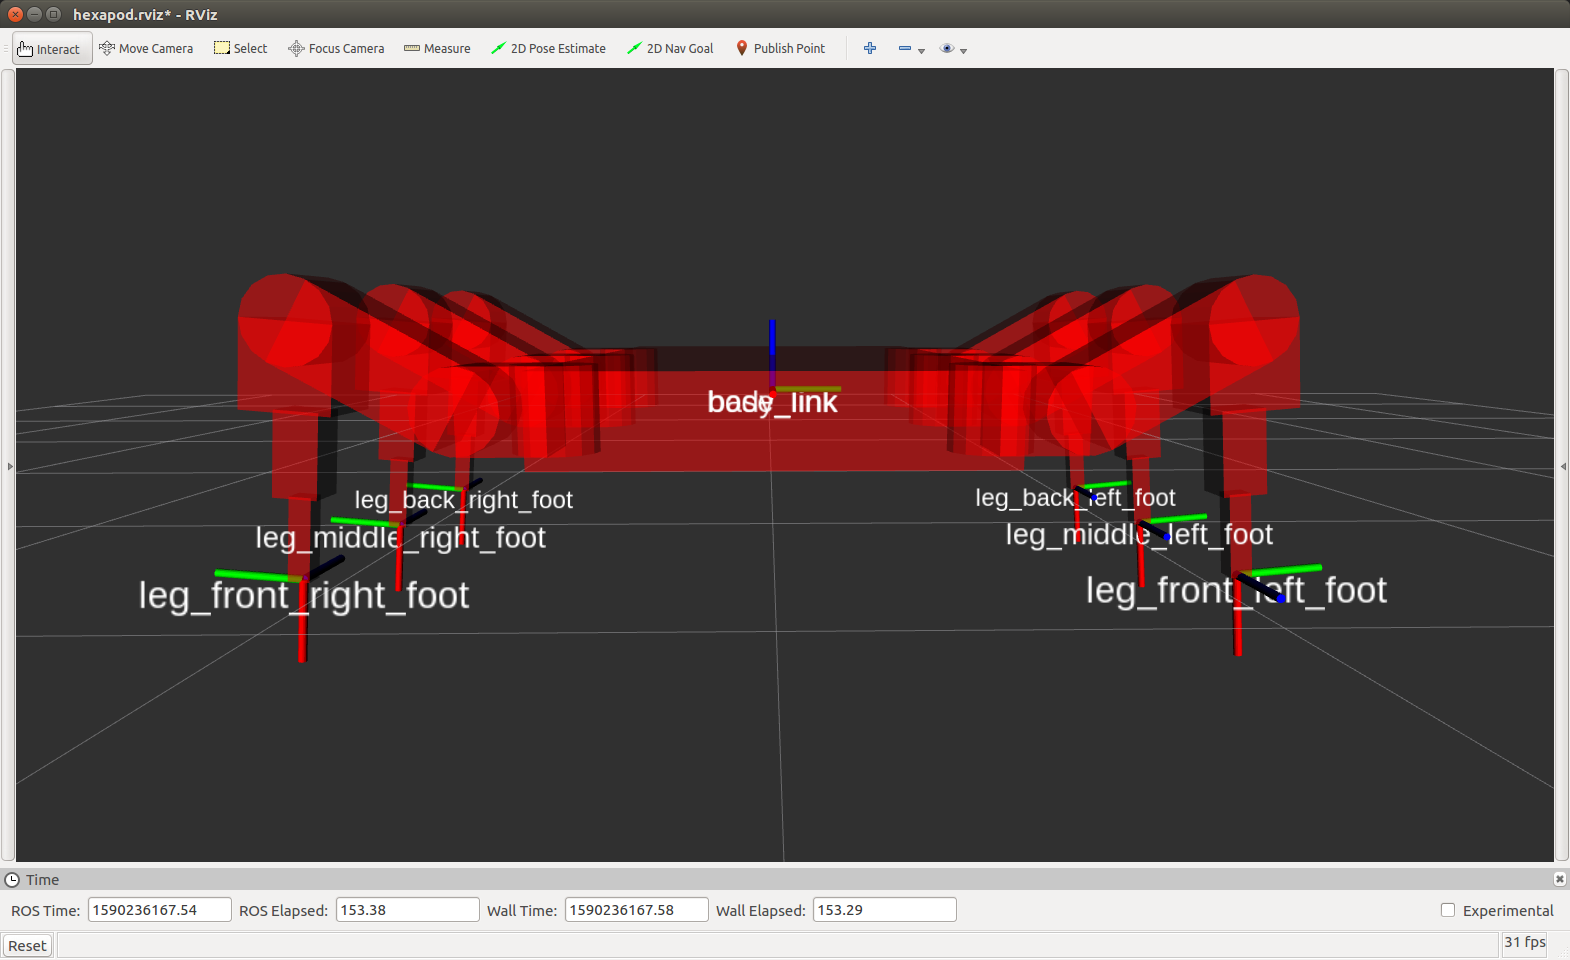 hexapod.rviz* - RViz
Interact Move Camera Select Focus Camera Measure 2D Pose Estimate 2D Nav Goal Publish Point
_link
leg_back_right_foot leg_back_left_foot
leg_middle_right_foot leg_middle_left_foot
leg_front_right_foot leg_front_left_foot
Time
ROS Time: 1590236167.54 ROS Elapsed: 153.38 Wall Time: 1590236167.58 Wall Elapsed: 153.29 Experimental
Reset 31 fps